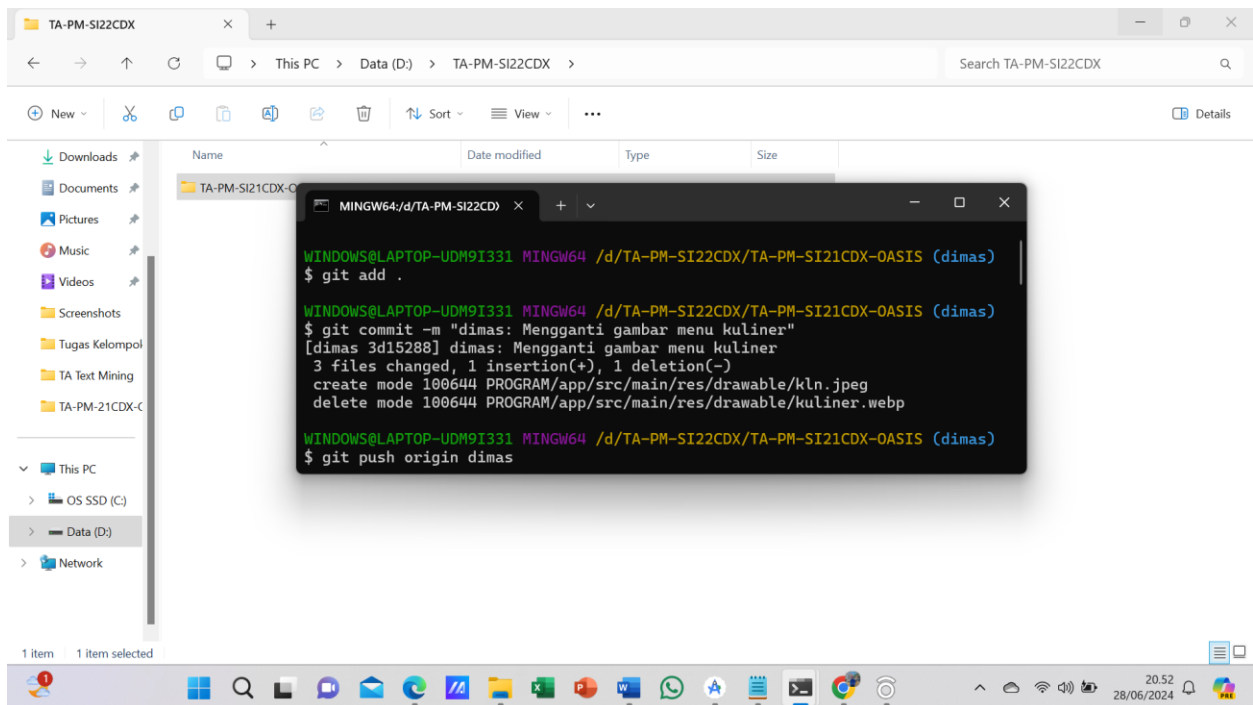 TA-PM-SI22CDX
This PC > Data (D:) > TA-PM-SI22CDX >
Search TA-PM-SI22CDX
New
Sort
View
Details
Downloads
Documents
Pictures
Music
Videos
Screenshots
Tugas Kelompok
TA Text Mining
TA-PM-21CDX-C
This PC
OS SSD (C:)
Data (D:)
Network
Name
Date modified
Type
Size
TA-PM-SI21CDX-O
MINGW64:/d/TA-PM-SI22CD
WINDOWS@LAPTOP-UDM9I331 MINGW64 /d/TA-PM-SI22CDX/TA-PM-SI21CDX-OASIS (dimas)
$ git add .
WINDOWS@LAPTOP-UDM9I331 MINGW64 /d/TA-PM-SI22CDX/TA-PM-SI21CDX-OASIS (dimas)
$ git commit -m "dimas: Mengganti gambar menu kuliner"
[dimas 3d15288] dimas: Mengganti gambar menu kuliner
3 files changed, 1 insertion(+), 1 deletion(-)
create mode 100644 PROGRAM/app/src/main/res/drawable/kln.jpeg
delete mode 100644 PROGRAM/app/src/main/res/drawable/kuliner.webp
WINDOWS@LAPTOP-UDM9I331 MINGW64 /d/TA-PM-SI22CDX/TA-PM-SI21CDX-OASIS (dimas)
$ git push origin dimas
1 item
1 item selected
1
20.52
28/06/2024
PRE